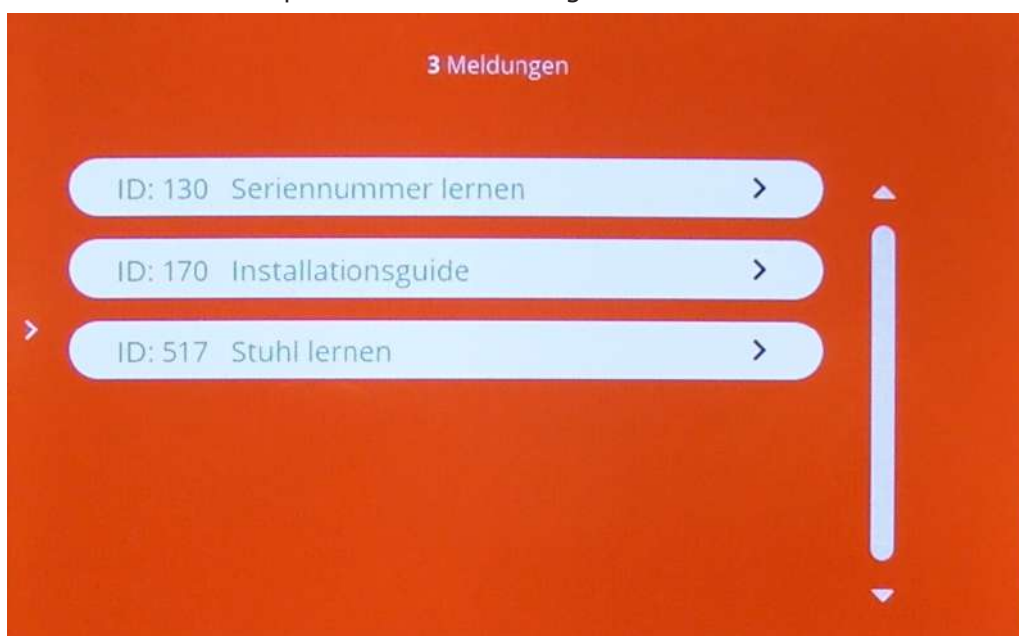 3 Meldungen
ID: 130 Seriennummer lernen
ID: 170 Installationsguide
ID: 517 Stuhl lernen